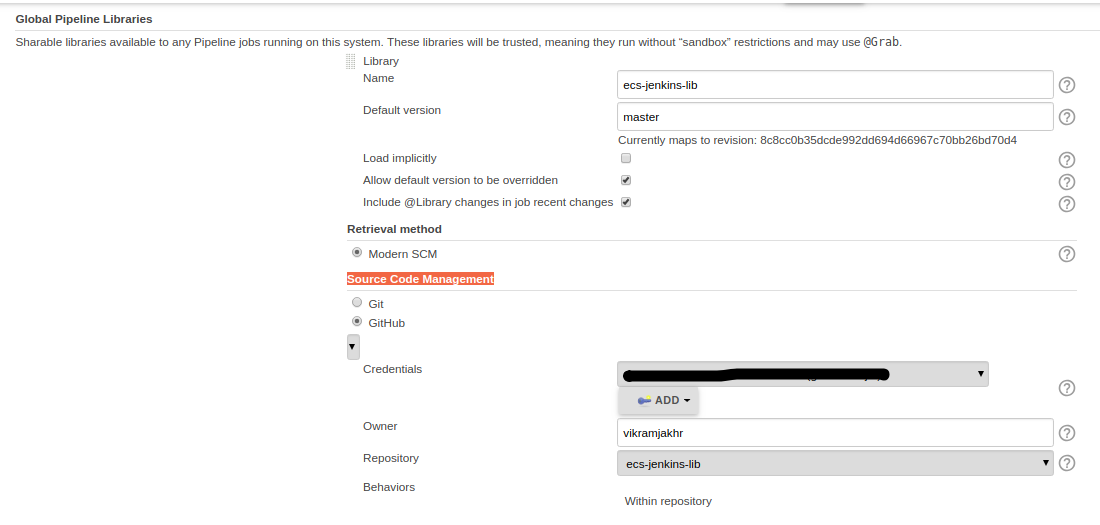 Global Pipeline Libraries
Sharable libraries available to any Pipeline jobs running on this system. These libraries will be trusted, meaning they run without “sandbox” restrictions and may use @Grab.
Library
Name
ecs-jenkins-lib
Default version
master
Currently maps to revision: 8c8cc0b35dcde992dd694d66967c70bb26bd70d4
Load implicitly
Allow default version to be overridden
Include @Library changes in job recent changes
Retrieval method
Modern SCM
Source Code Management
Git
GitHub
Credentials
ADD
Owner
vikramjakhr
Repository
ecs-jenkins-lib
Behaviors
Within repository